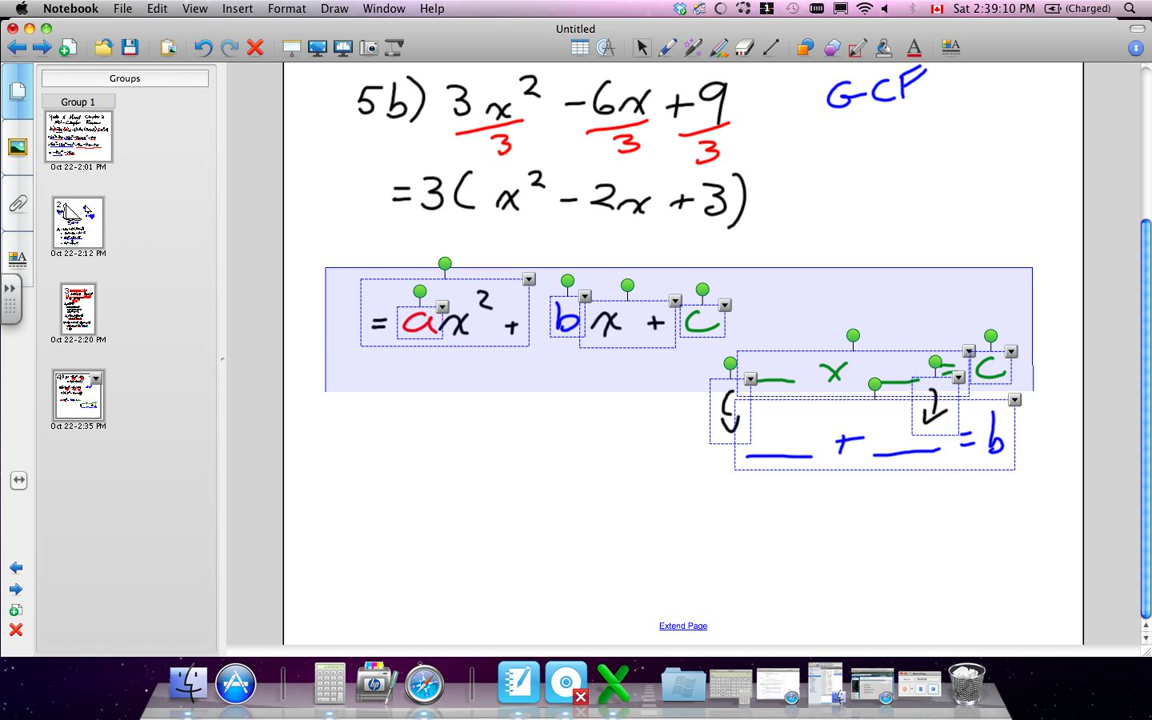 Notebook File Edit View Insert Format Draw Window Help
1
Sat 2:39:10 PM (Charged)
Untitled
Groups
Group 1
Oct 22-2:01 PM
Oct 22-2:12 PM
Oct 22-2:20 PM
Oct 22-2:35 PM
5b) 3x² - 6x + 9 GCF
3 3 3
= 3( x² - 2x + 3)
= ax² + bx + c
__ x __ = c
__ + __ = b
Extend Page